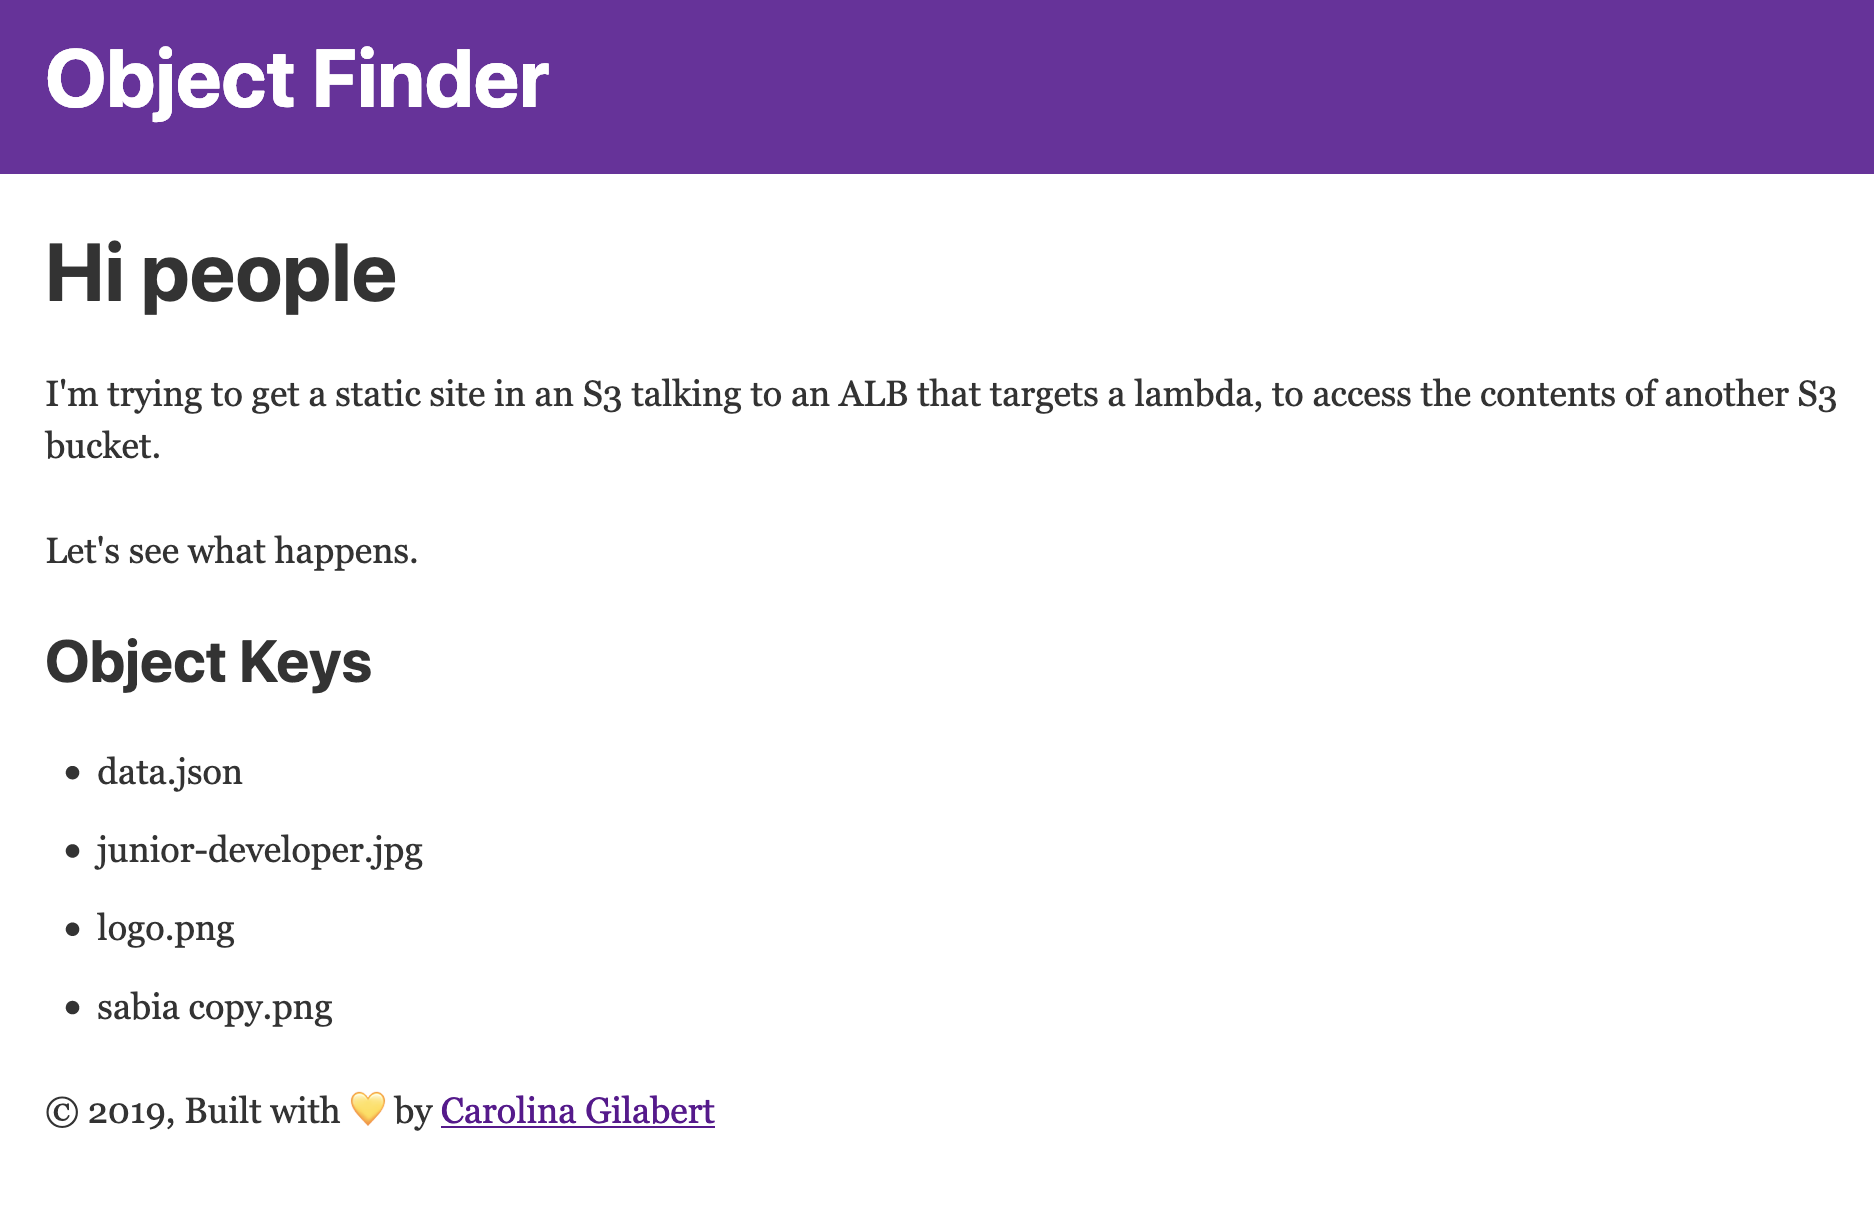 Object Finder
Hi people
I'm trying to get a static site in an S3 talking to an ALB that targets a lambda, to access the contents of another S3
bucket.
Let's see what happens.
Object Keys
• data.json
• junior-developer.jpg
• logo.png
• sabia copy.png
© 2019, Built with 💛 by Carolina Gilabert